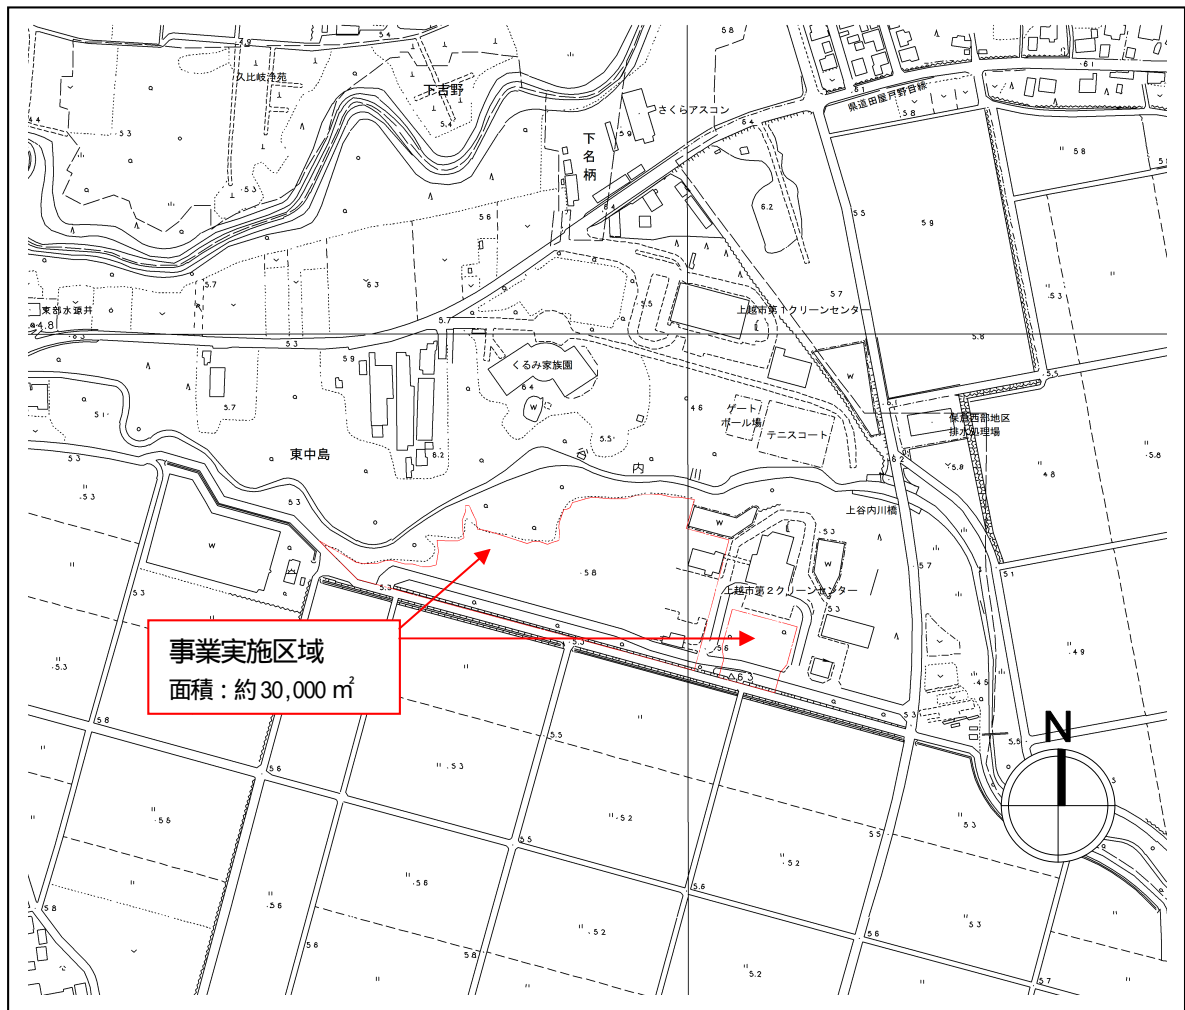 久比岐浄苑
下吉野
さくらアスコン
下名柄
県道田屋戸野目線
東部水源井
上越市第1クリーンセンター
くるみ家族園
ゲート
ボール場
テニスコート
保倉西部地区
排水処理場
東中島
内
川
上谷内川橋
上越市第2クリーンセンター
事業実施区域
面積:約30,000㎡
N